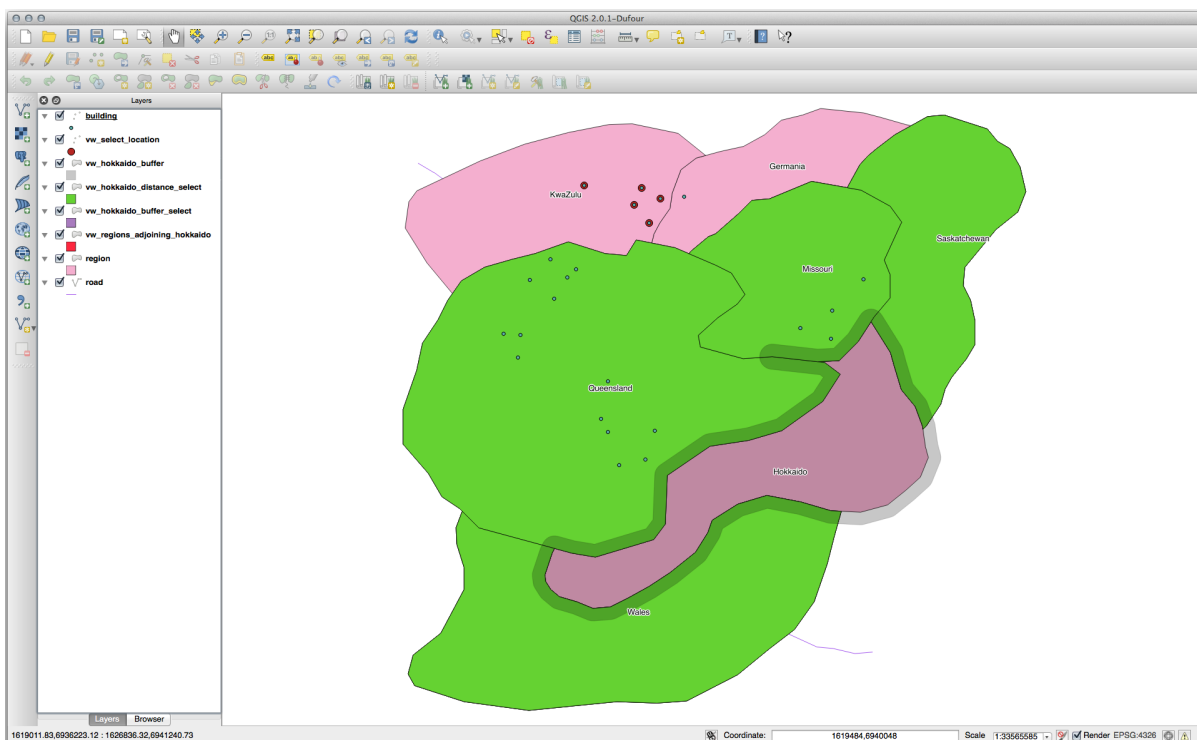 QGIS 2.0.1-Dufour
Layers
building
vw_select_location
vw_hokkaido_buffer
vw_hokkaido_distance_select
vw_hokkaido_buffer_select
vw_regions_adjoining_hokkaido
region
road
Germania
KwaZulu
Saskatchewan
Missouri
Queensland
Hokkaido
Wales
Layers Browser
1619011.83,6936223.12 : 1626836.32,6941240.73 Coordinate: 1619484,6940048 Scale 1:33565585 Render EPSG:4326